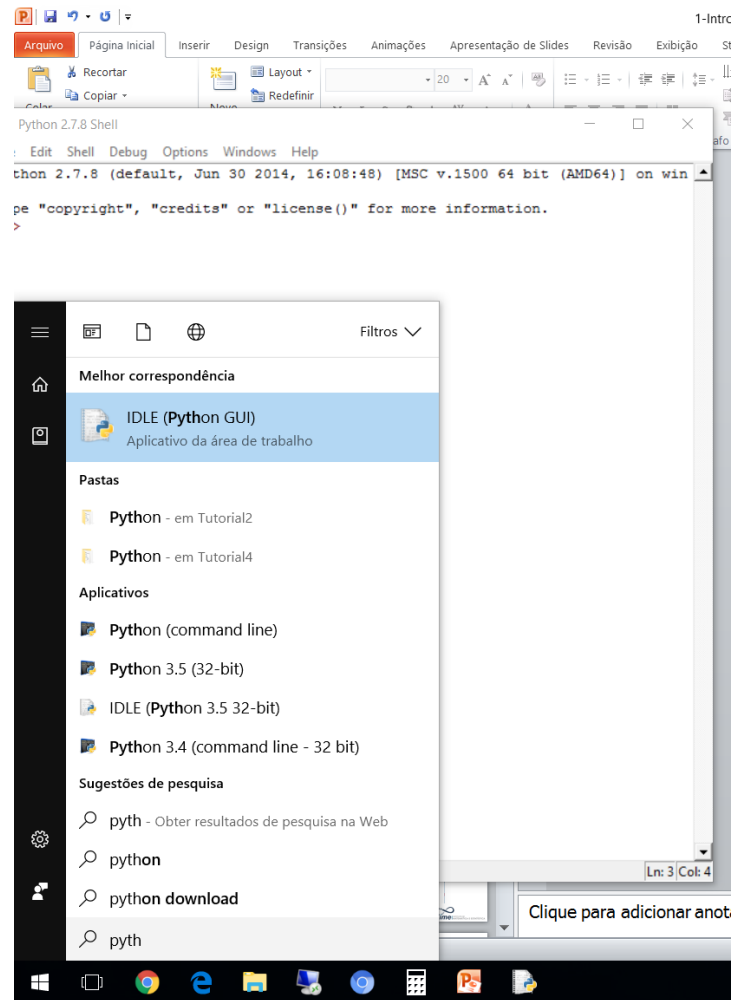 1-Intro
Arquivo Página Inicial Inserir Design Transições Animações Apresentação de Slides Revisão Exibição St
Recortar Layout 20 A A
Copiar Redefinir
Colar Novo
Python 2.7.8 Shell
afo
Edit Shell Debug Options Windows Help
thon 2.7.8 (default, Jun 30 2014, 16:08:48) [MSC v.1500 64 bit (AMD64)] on win
pe "copyright", "credits" or "license()" for more information.
>
Filtros
Melhor correspondência
IDLE (Python GUI)
Aplicativo da área de trabalho
Pastas
Python - em Tutorial2
Python - em Tutorial4
Aplicativos
Python (command line)
Python 3.5 (32-bit)
IDLE (Python 3.5 32-bit)
Python 3.4 (command line - 32 bit)
Sugestões de pesquisa
pyth - Obter resultados de pesquisa na Web
python
python download
pyth
Ln: 3 Col: 4
Clique para adicionar anot